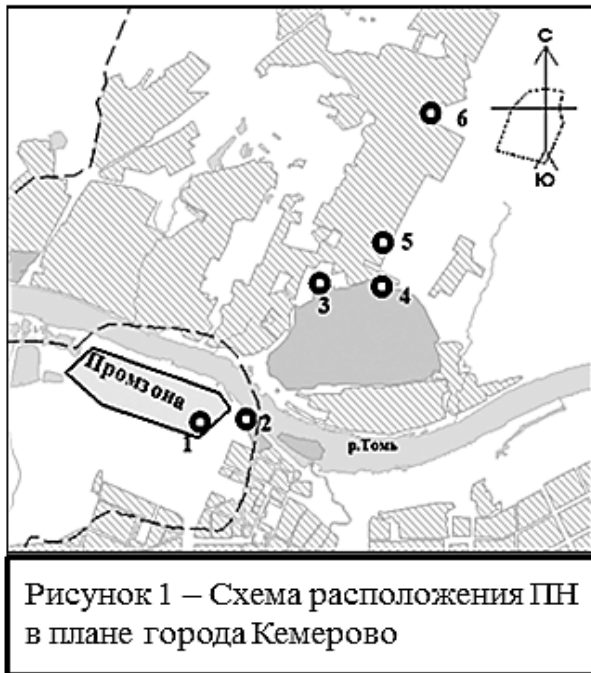 С
6
Ю
5
3
4
Промзона
1
2
р.Томь
Рисунок 1 – Схема расположения ПН
в плане города Кемерово